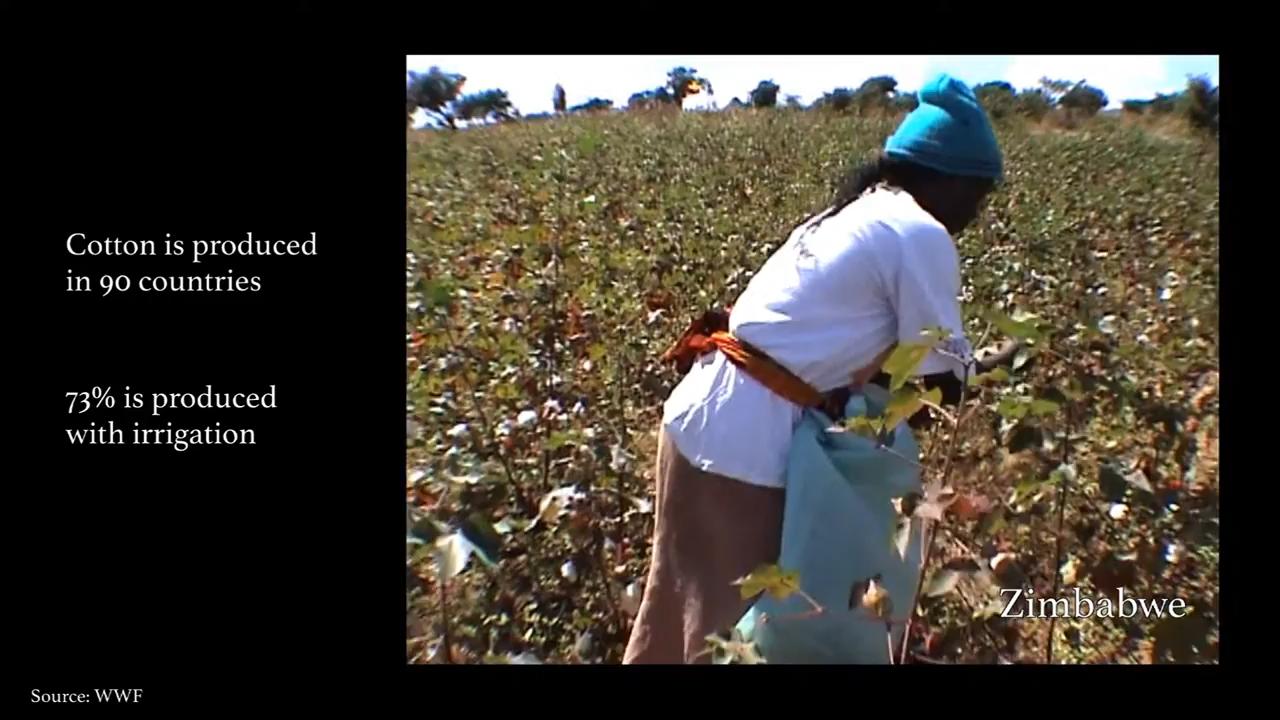 Cotton is produced
in 90 countries
73% is produced
with irrigation
Zimbabwe
Source: WWF